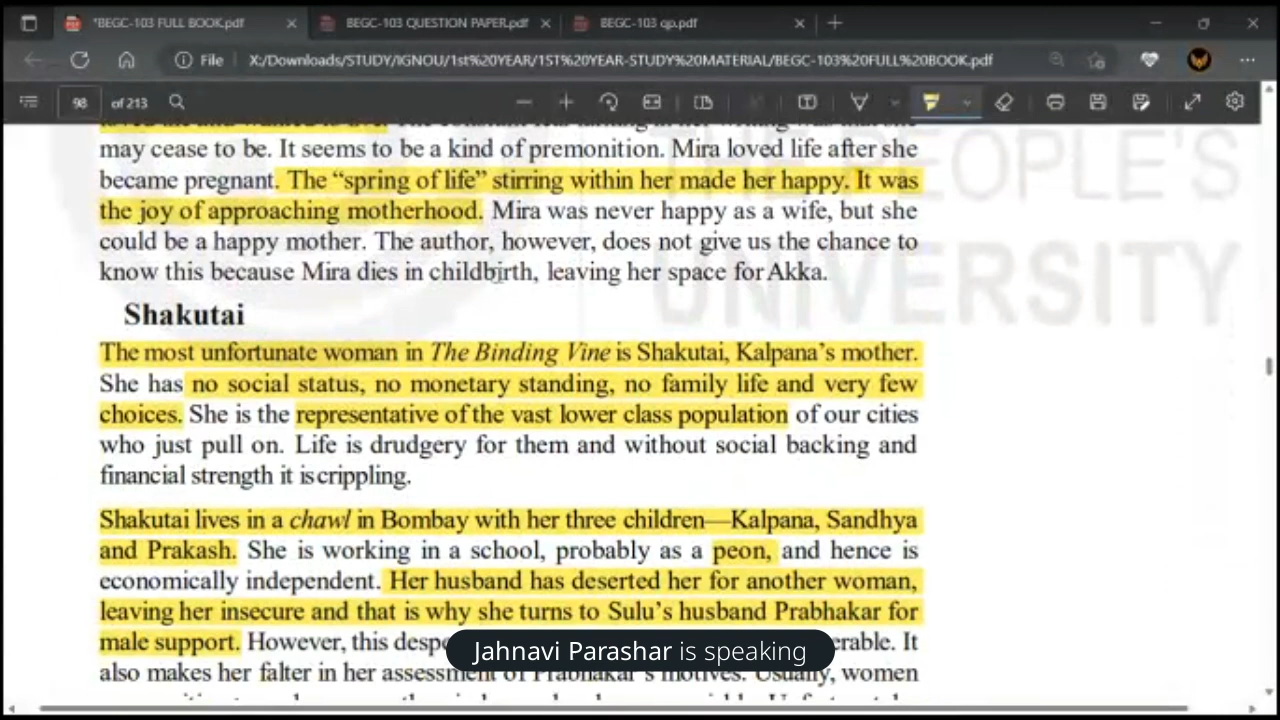 *BEGC-103 FULL BOOK.pdf
BEGC-103 QUESTION PAPER.pdf
BEGC-103 qp.pdf
File
X:/Downloads/STUDY/IGNOU/1st%20YEAR/1ST%20YEAR-STUDY%20MATERIAL/BEGC-103%20FULL%20BOOK.pdf
98 of 213
THE PEOPLE'S
UNIVERSITY
may cease to be. It seems to be a kind of premonition. Mira loved life after she
became pregnant. The “spring of life” stirring within her made her happy. It was
the joy of approaching motherhood. Mira was never happy as a wife, but she
could be a happy mother. The author, however, does not give us the chance to
know this because Mira dies in childbirth, leaving her space for Akka.
Shakutai
The most unfortunate woman in The Binding Vine is Shakutai, Kalpana’s mother.
She has no social status, no monetary standing, no family life and very few
choices. She is the representative of the vast lower class population of our cities
who just pull on. Life is drudgery for them and without social backing and
financial strength it is crippling.
Shakutai lives in a chawl in Bombay with her three children—Kalpana, Sandhya
and Prakash. She is working in a school, probably as a peon, and hence is
economically independent. Her husband has deserted her for another woman,
leaving her insecure and that is why she turns to Sulu’s husband Prabhakar for
male support. However, this It
also makes her falter in her assessment of Prabhakar’s motives. Usually, women
Jahnavi Parashar is speaking